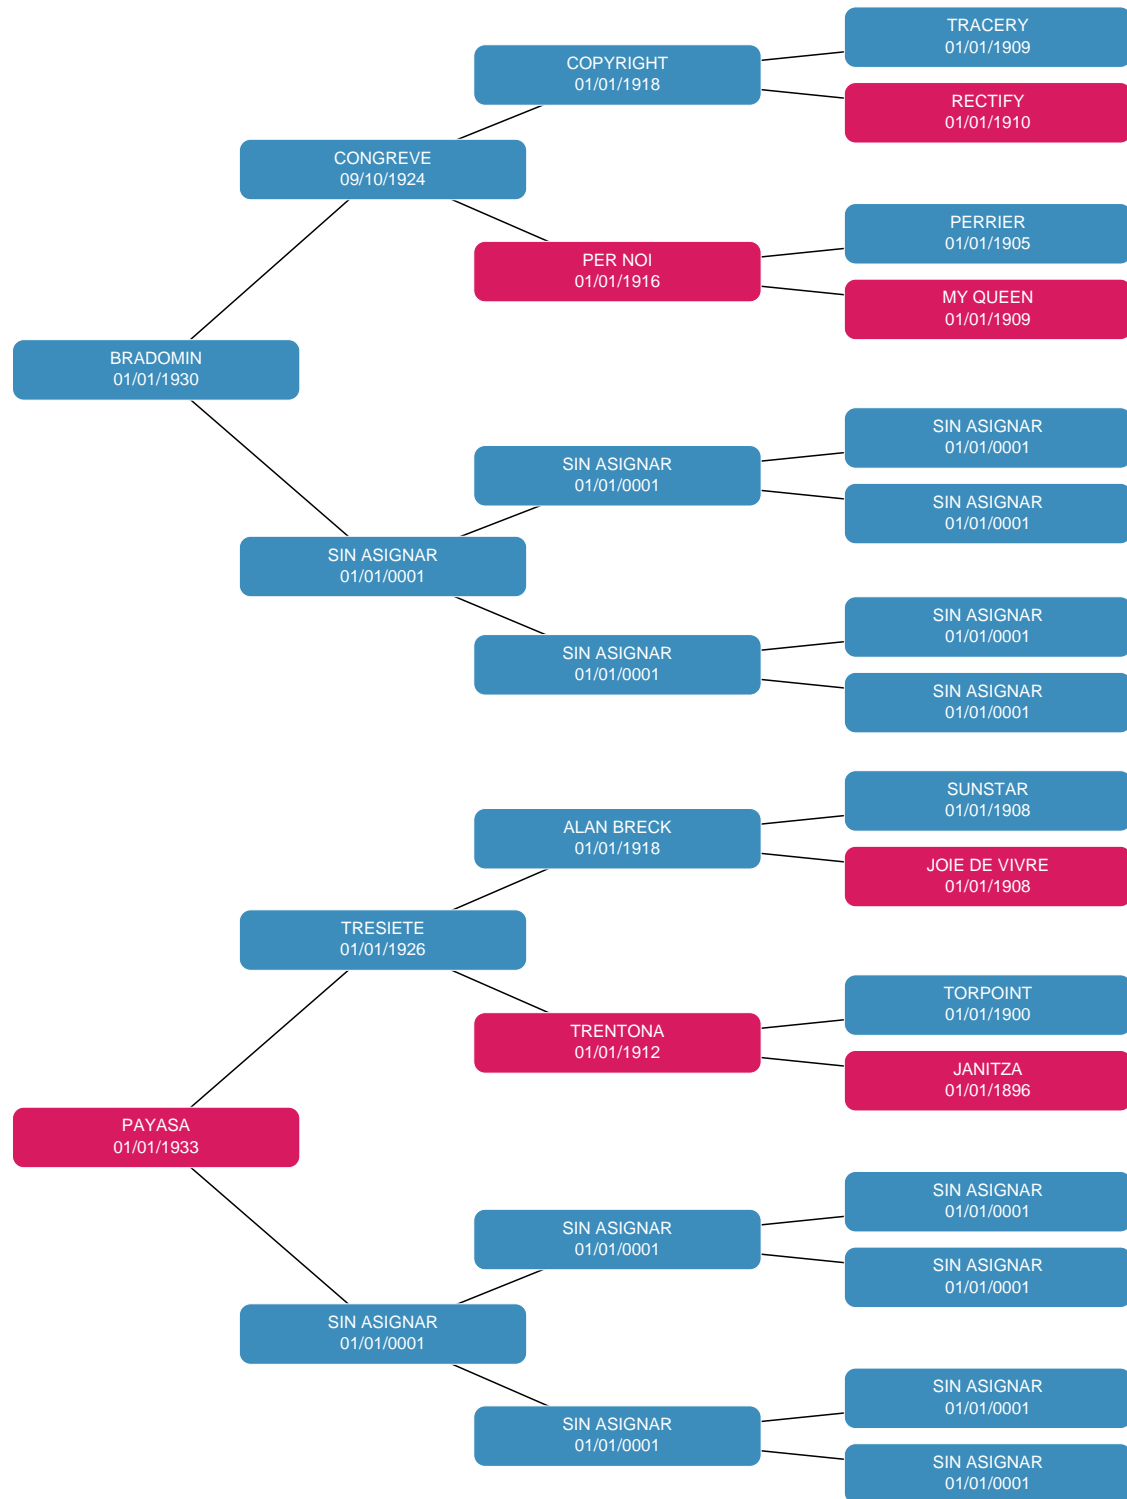 TRACERY
01/01/1909
COPYRIGHT
01/01/1918
RECTIFY
01/01/1910
CONGREVE
09/10/1924
PERRIER
01/01/1905
PER NOI
01/01/1916
MY QUEEN
01/01/1909
BRADOMIN
01/01/1930
SIN ASIGNAR
01/01/0001
SIN ASIGNAR
01/01/0001
SIN ASIGNAR
01/01/0001
SIN ASIGNAR
01/01/0001
SIN ASIGNAR
01/01/0001
SIN ASIGNAR
01/01/0001
SIN ASIGNAR
01/01/0001
SUNSTAR
01/01/1908
ALAN BRECK
01/01/1918
JOIE DE VIVRE
01/01/1908
TRESIETE
01/01/1926
TORPOINT
01/01/1900
TRENTONA
01/01/1912
JANITZA
01/01/1896
PAYASA
01/01/1933
SIN ASIGNAR
01/01/0001
SIN ASIGNAR
01/01/0001
SIN ASIGNAR
01/01/0001
SIN ASIGNAR
01/01/0001
SIN ASIGNAR
01/01/0001
SIN ASIGNAR
01/01/0001
SIN ASIGNAR
01/01/0001